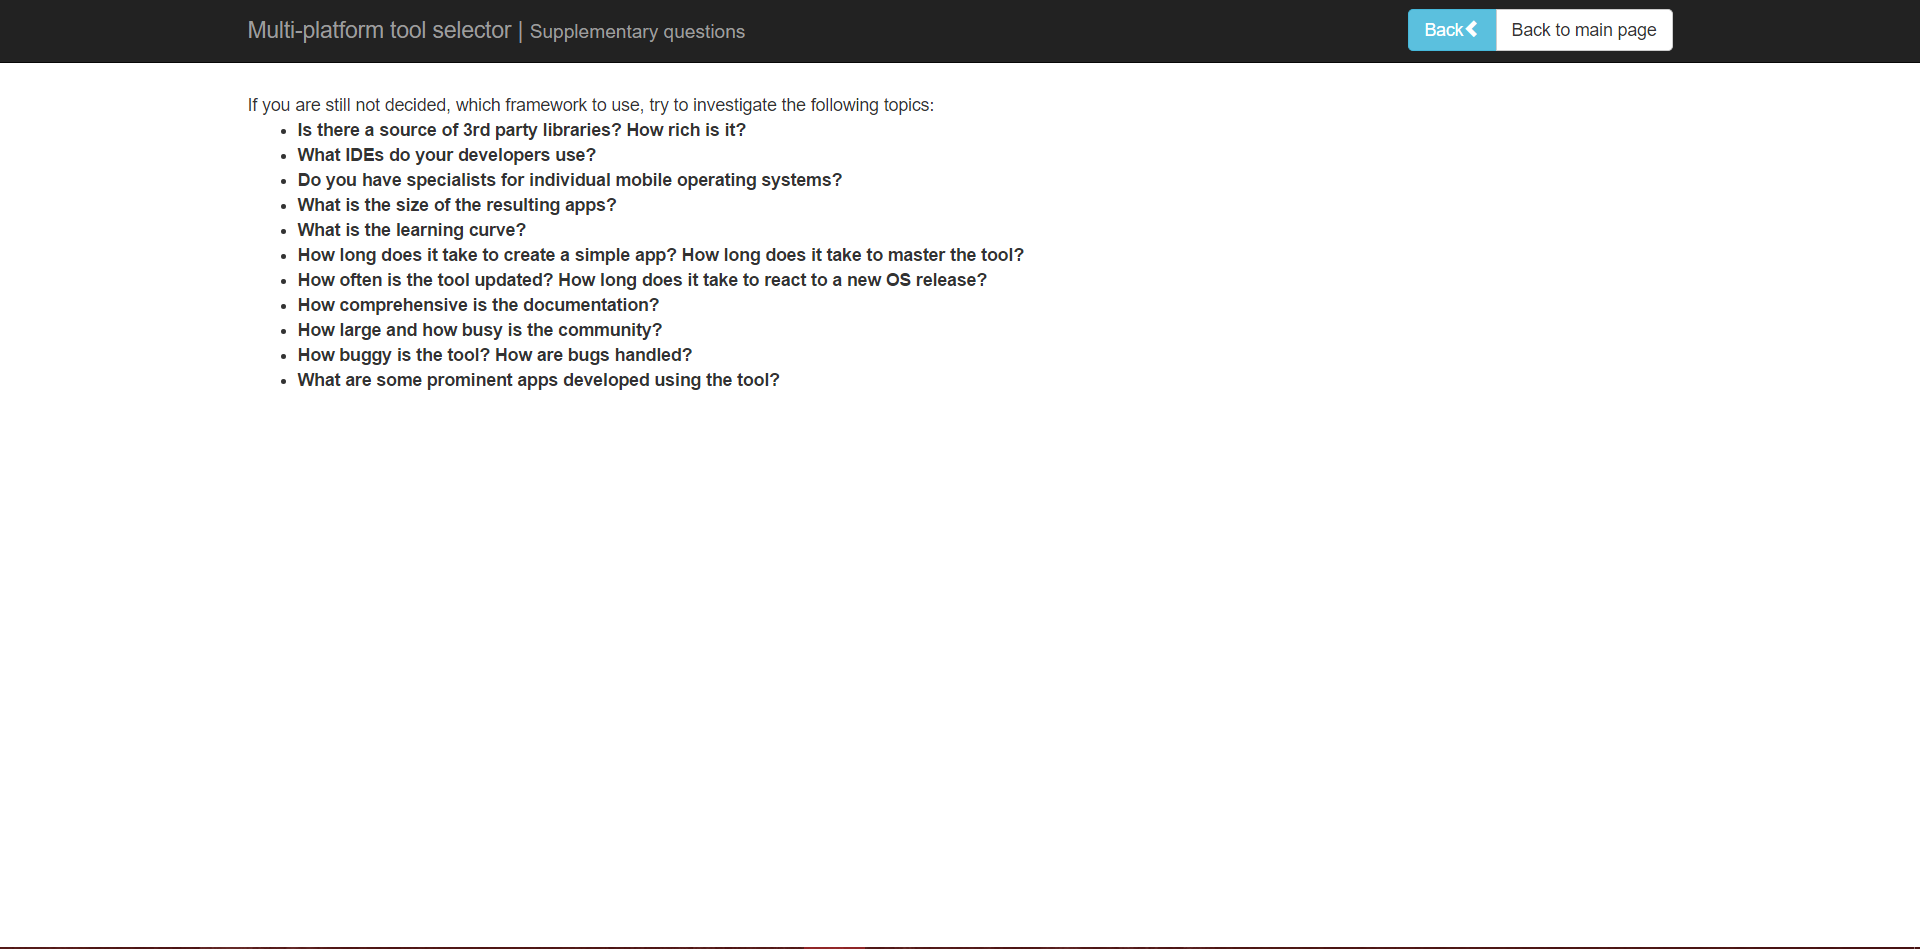 Multi-platform tool selector | Supplementary questions
Back
Back to main page
If you are still not decided, which framework to use, try to investigate the following topics:
• Is there a source of 3rd party libraries? How rich is it?
• What IDEs do your developers use?
• Do you have specialists for individual mobile operating systems?
• What is the size of the resulting apps?
• What is the learning curve?
• How long does it take to create a simple app? How long does it take to master the tool?
• How often is the tool updated? How long does it take to react to a new OS release?
• How comprehensive is the documentation?
• How large and how busy is the community?
• How buggy is the tool? How are bugs handled?
• What are some prominent apps developed using the tool?